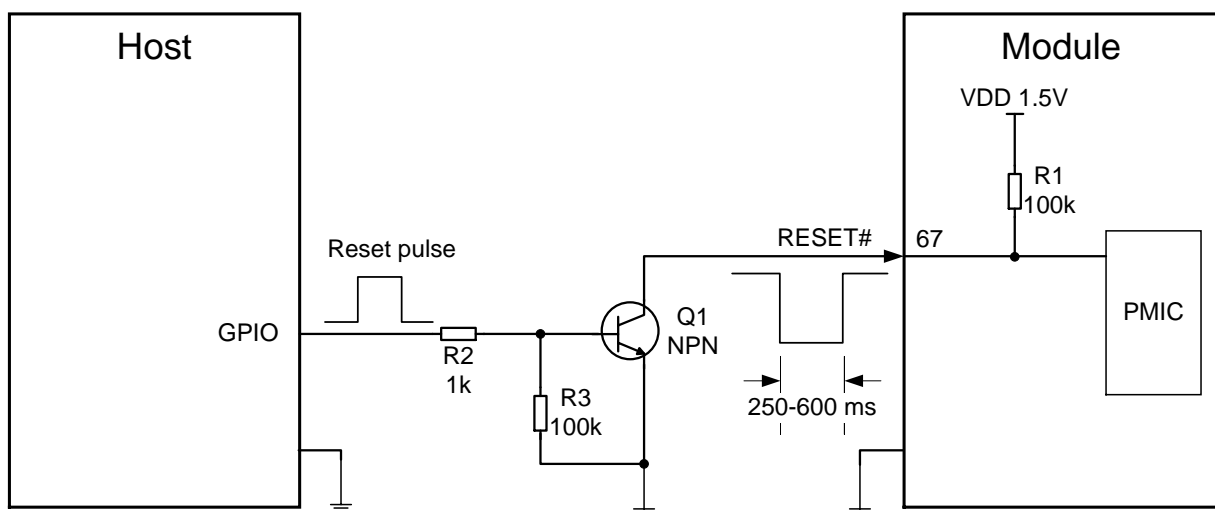 Host
Module
VDD 1.5V
R1
100k
RESET#
67
Reset pulse
GPIO
Q1
NPN
PMIC
R2
1k
R3
100k
250-600 ms